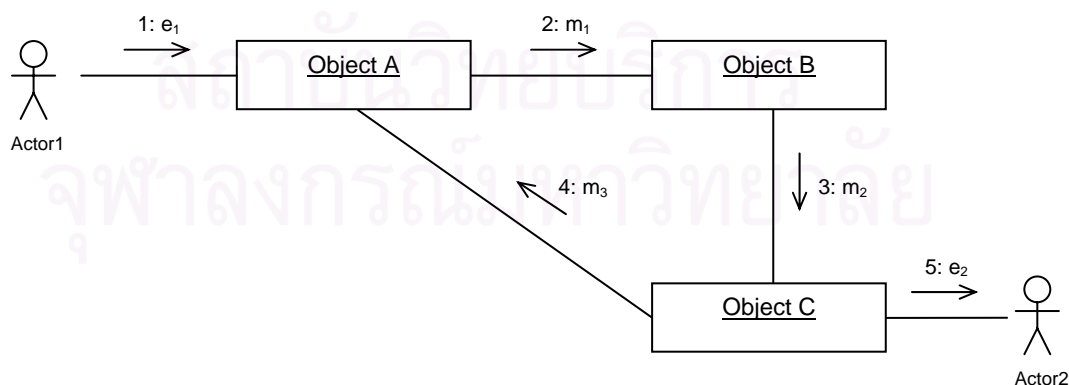 1: e₁
2: m₁
Object A
Object B
Actor1
สถาบันวิทยบริการ
จุฬาลงกรณ์มหาวิทยาลัย
4: m₃
3: m₂
5: e₂
Object C
Actor2